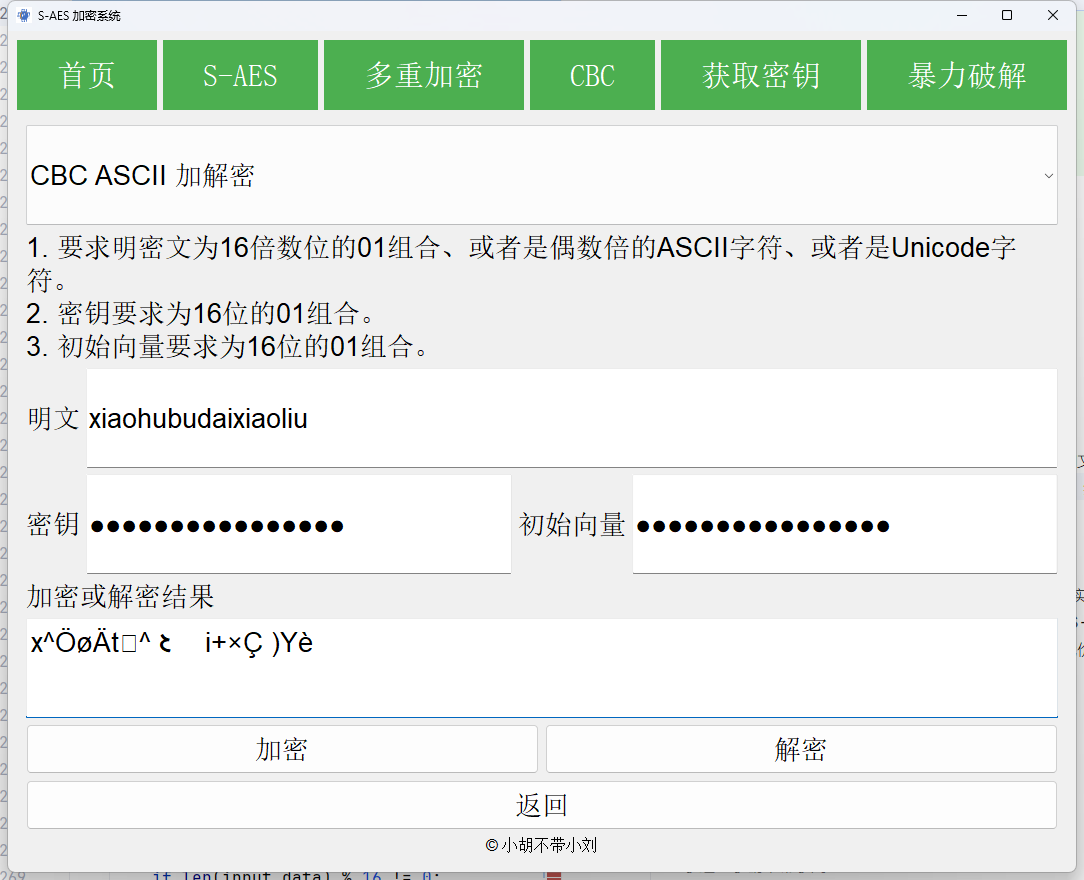 S-AES 加密系统
首页 S-AES 多重加密 CBC 获取密钥 暴力破解
CBC ASCII 加解密
1. 要求明密文为16倍数位的01组合、或者是偶数倍的ASCII字符、或者是Unicode字
符。
2. 密钥要求为16位的01组合。
3. 初始向量要求为16位的01组合。
明文 xiaohubudaixiaoliu
密钥 ●●●●●●●●●●●●●●●● 初始向量 ●●●●●●●●●●●●●●●●
加密或解密结果
x^ÖøÄt□^ i+×Ç )Yè
加密 解密
返回
© 小胡不带小刘
269 if len(input_data) % 16 != 0: